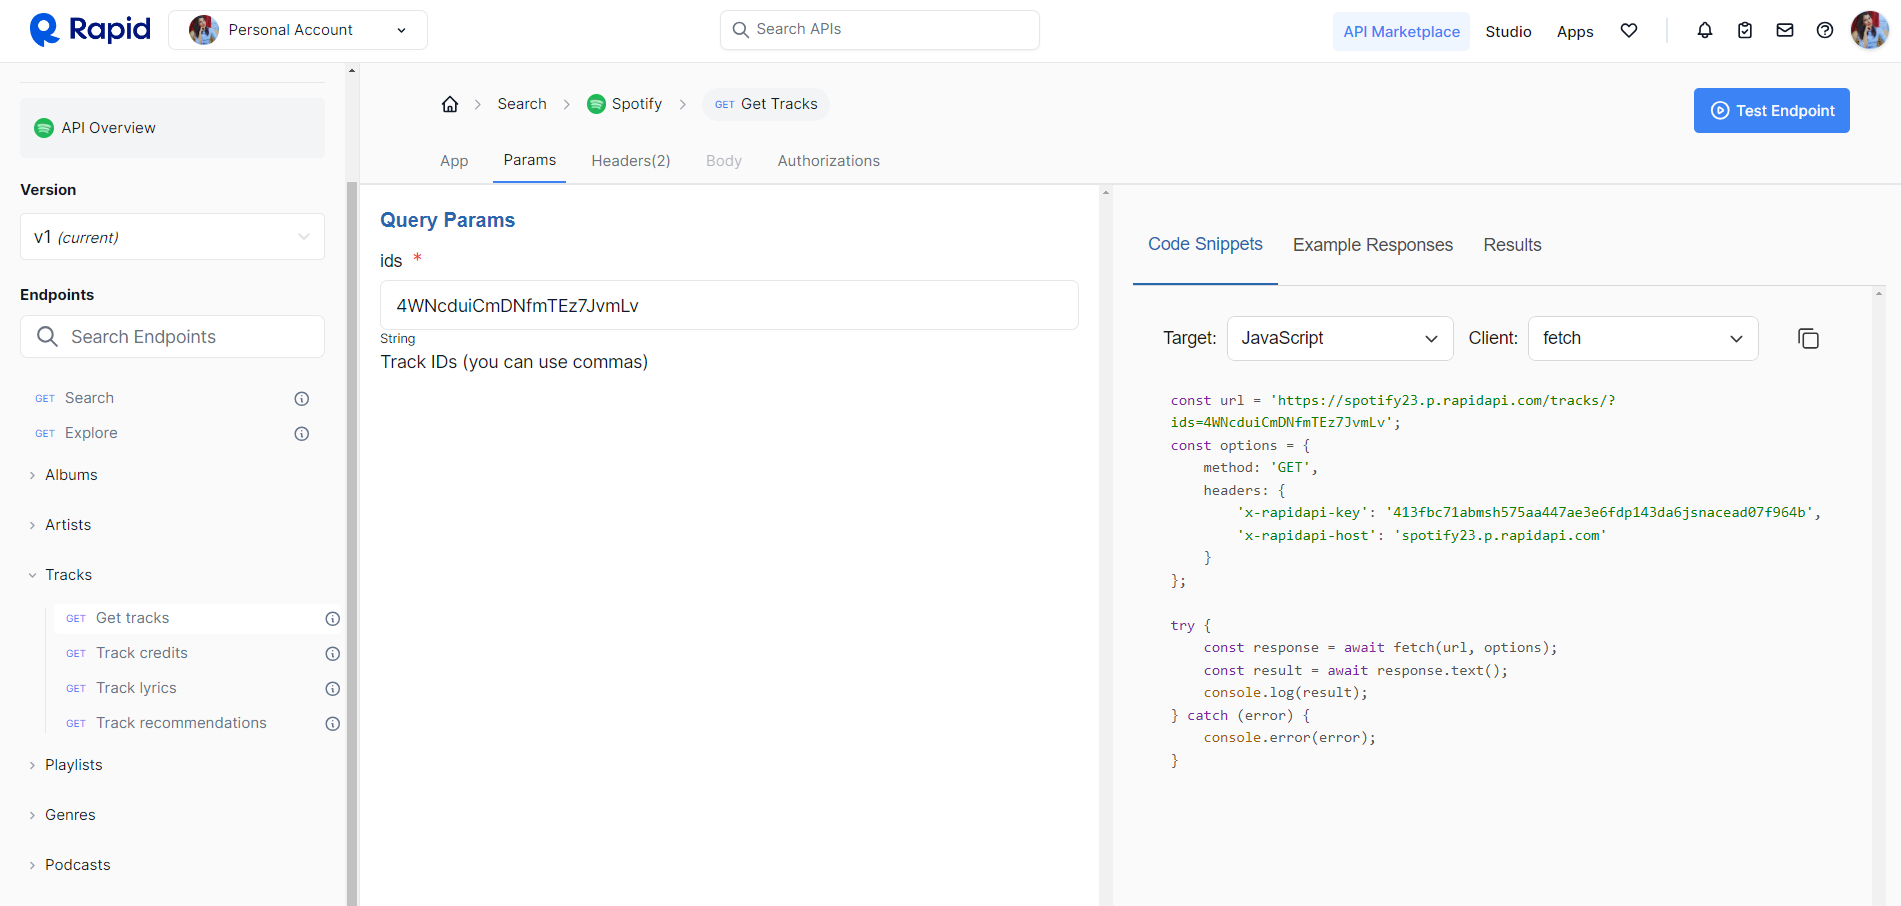 Rapid
Personal Account
Search APIs
API Marketplace
Studio
Apps
API Overview
Version
v1 (current)
Endpoints
Search Endpoints
GET Search
GET Explore
Albums
Artists
Tracks
GET Get tracks
GET Track credits
GET Track lyrics
GET Track recommendations
Playlists
Genres
Podcasts
Search
Spotify
GET Get Tracks
Test Endpoint
App
Params
Headers(2)
Body
Authorizations
Query Params
ids *
4WNcduiCmDNfmTEz7JvmLv
String
Track IDs (you can use commas)
Code Snippets
Example Responses
Results
Target: JavaScript Client: fetch
const url = 'https://spotify23.p.rapidapi.com/tracks/?
ids=4WNcduiCmDNfmTEz7JvmLv';
const options = {
method: 'GET',
headers: {
'x-rapidapi-key': '413fbc71abmsh575aa447ae3e6fdp143da6jsnacead07f964b',
'x-rapidapi-host': 'spotify23.p.rapidapi.com'
}
};
try {
const response = await fetch(url, options);
const result = await response.text();
console.log(result);
} catch (error) {
console.error(error);
}